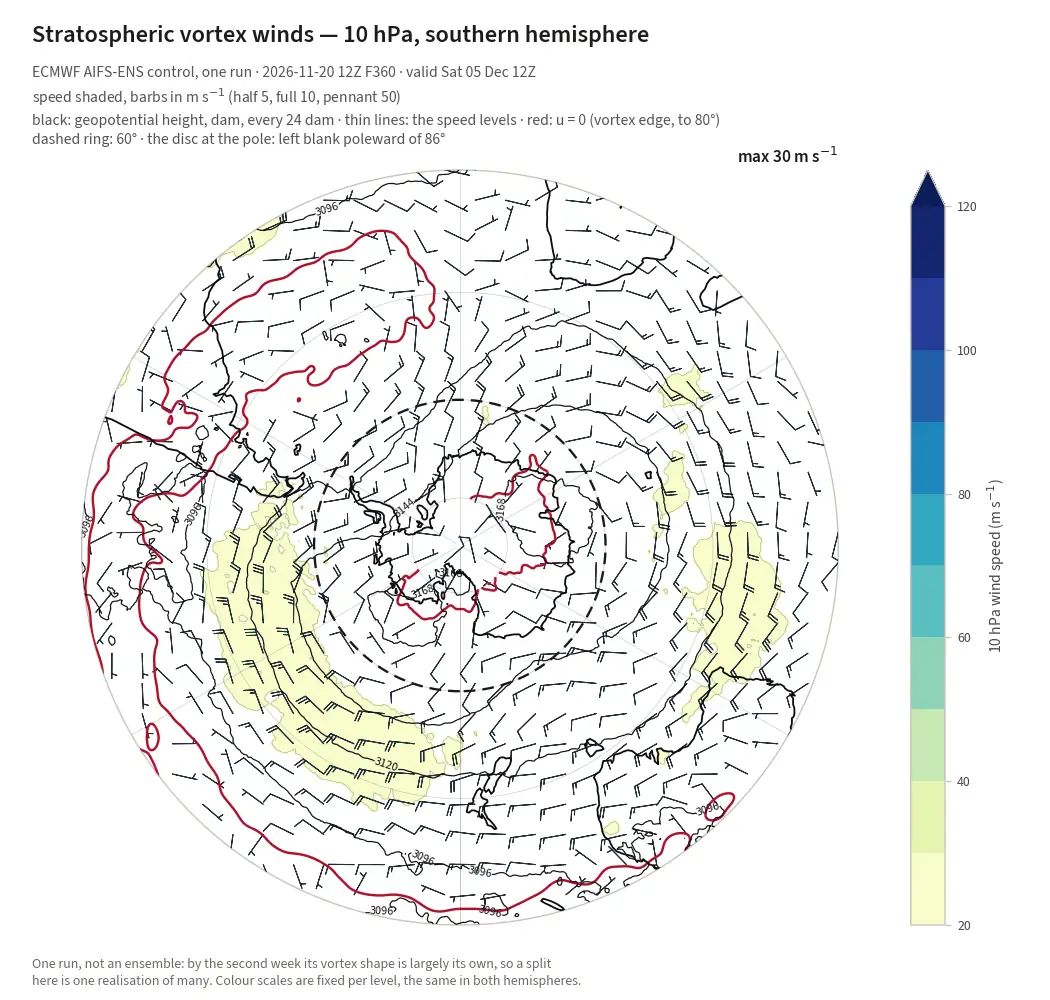 Stratospheric vortex winds — 10 hPa, southern hemisphere
ECMWF AIFS-ENS control, one run · 2026-11-20 12Z F360 · valid Sat 05 Dec 12Z
speed shaded, barbs in m s⁻¹ (half 5, full 10, pennant 50)
black: geopotential height, dam, every 24 dam · thin lines: the speed levels · red: u = 0 (vortex edge, to 80°)
dashed ring: 60° · the disc at the pole: left blank poleward of 86°
max 30 m s⁻¹
120
100
80
60
40
20
10 hPa wind speed (m s⁻¹)
3096
3096
3096
3144
3168
3168
3168
3120
3096
3096
3096
3096
3096
One run, not an ensemble: by the second week its vortex shape is largely its own, so a split
here is one realisation of many. Colour scales are fixed per level, the same in both hemispheres.